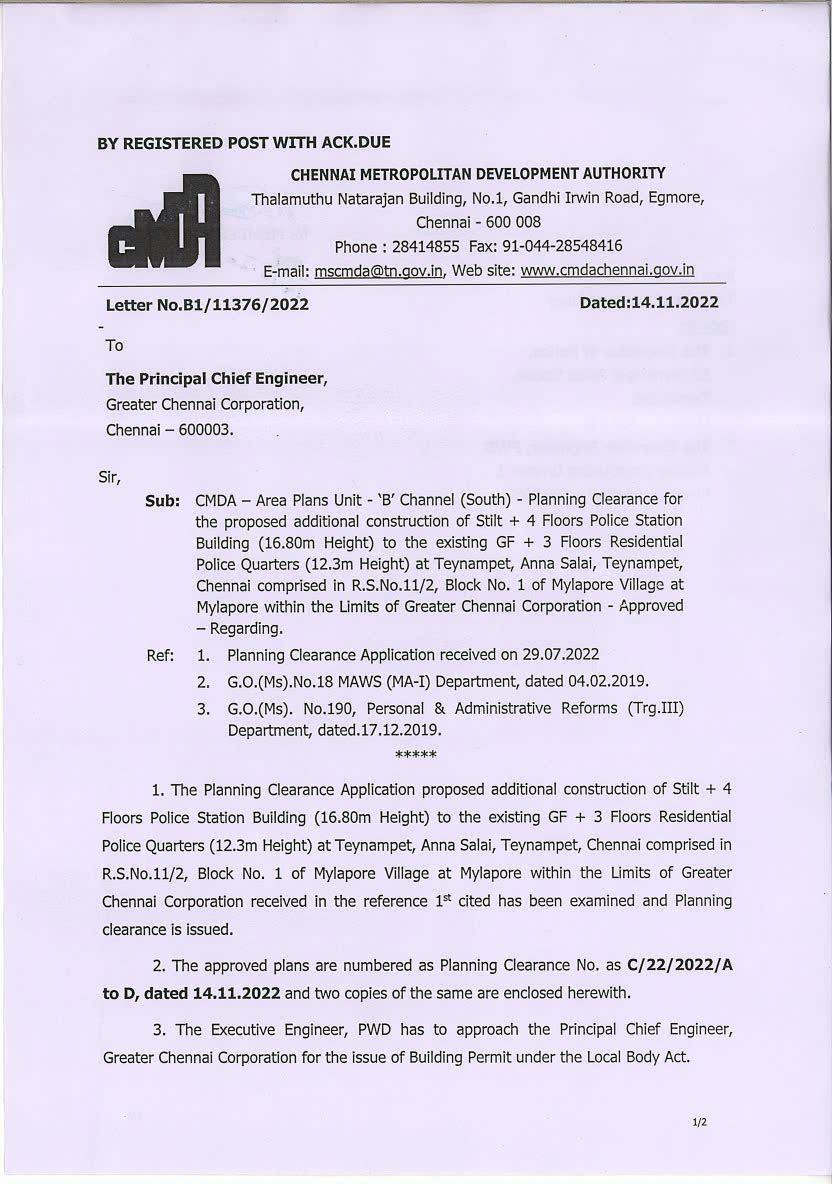 BY REGISTERED POST WITH ACK.DUE
CMDA
CHENNAI METROPOLITAN DEVELOPMENT AUTHORITY
Thalamuthu Natarajan Building, No.1, Gandhi Irwin Road, Egmore,
Chennai - 600 008
Phone : 28414855 Fax: 91-044-28548416
E-mail: mscmda@tn.gov.in, Web site: www.cmdachennai.gov.in
Letter No.B1/11376/2022 Dated:14.11.2022
-
To
The Principal Chief Engineer,
Greater Chennai Corporation,
Chennai – 600003.
Sir,
Sub: CMDA – Area Plans Unit - 'B' Channel (South) - Planning Clearance for
the proposed additional construction of Stilt + 4 Floors Police Station
Building (16.80m Height) to the existing GF + 3 Floors Residential
Police Quarters (12.3m Height) at Teynampet, Anna Salai, Teynampet,
Chennai comprised in R.S.No.11/2, Block No. 1 of Mylapore Village at
Mylapore within the Limits of Greater Chennai Corporation - Approved
– Regarding.
Ref: 1. Planning Clearance Application received on 29.07.2022
2. G.O.(Ms).No.18 MAWS (MA-I) Department, dated 04.02.2019.
3. G.O.(Ms). No.190, Personal & Administrative Reforms (Trg.III)
Department, dated.17.12.2019.
*****
1. The Planning Clearance Application proposed additional construction of Stilt + 4
Floors Police Station Building (16.80m Height) to the existing GF + 3 Floors Residential
Police Quarters (12.3m Height) at Teynampet, Anna Salai, Teynampet, Chennai comprised in
R.S.No.11/2, Block No. 1 of Mylapore Village at Mylapore within the Limits of Greater
Chennai Corporation received in the reference 1st cited has been examined and Planning
clearance is issued.
2. The approved plans are numbered as Planning Clearance No. as C/22/2022/A
to D, dated 14.11.2022 and two copies of the same are enclosed herewith.
3. The Executive Engineer, PWD has to approach the Principal Chief Engineer,
Greater Chennai Corporation for the issue of Building Permit under the Local Body Act.
1/2